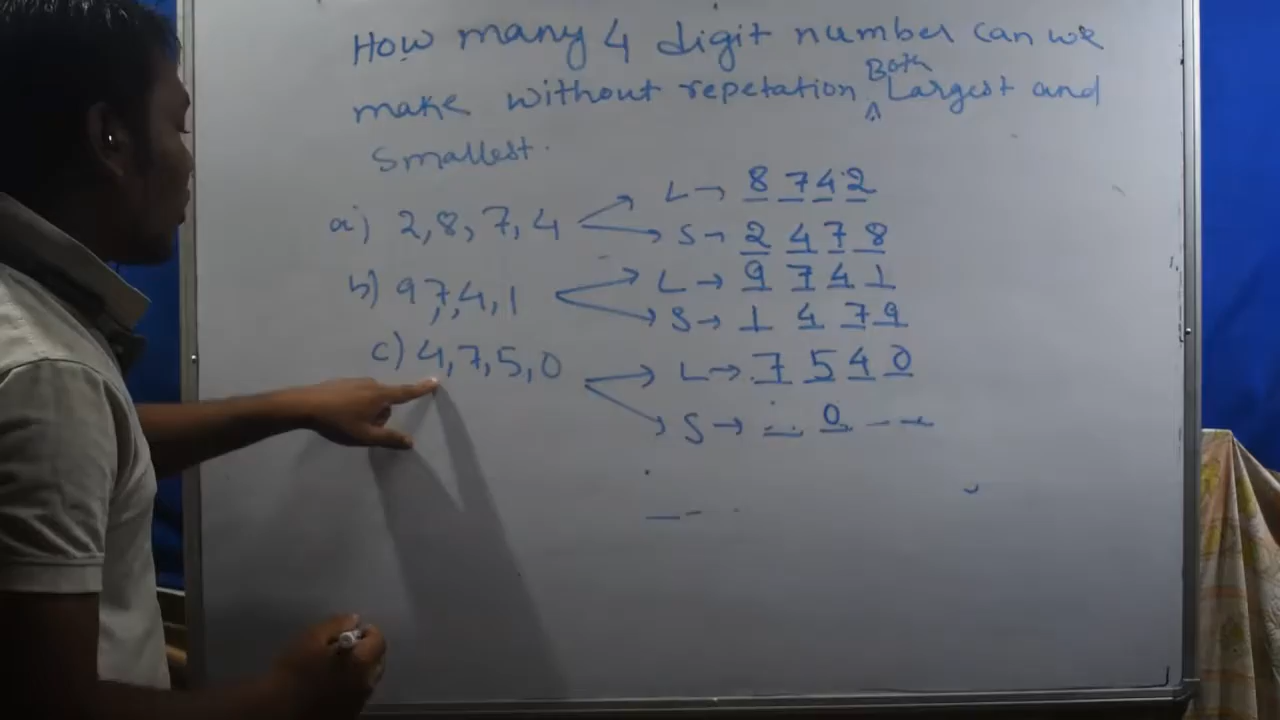 How many 4 digit number can we
make without repetation Both Largest and
Smallest.
a) 2,8,7,4
L→ 8 7 4 2
S→ 2 4 7 8
b) 9 7,4,1
L→ 9 7 4 1
S→ 1 4 7 9
c) 4,7,5,0
L→ 7 5 4 0
S→ _ 0 _ _